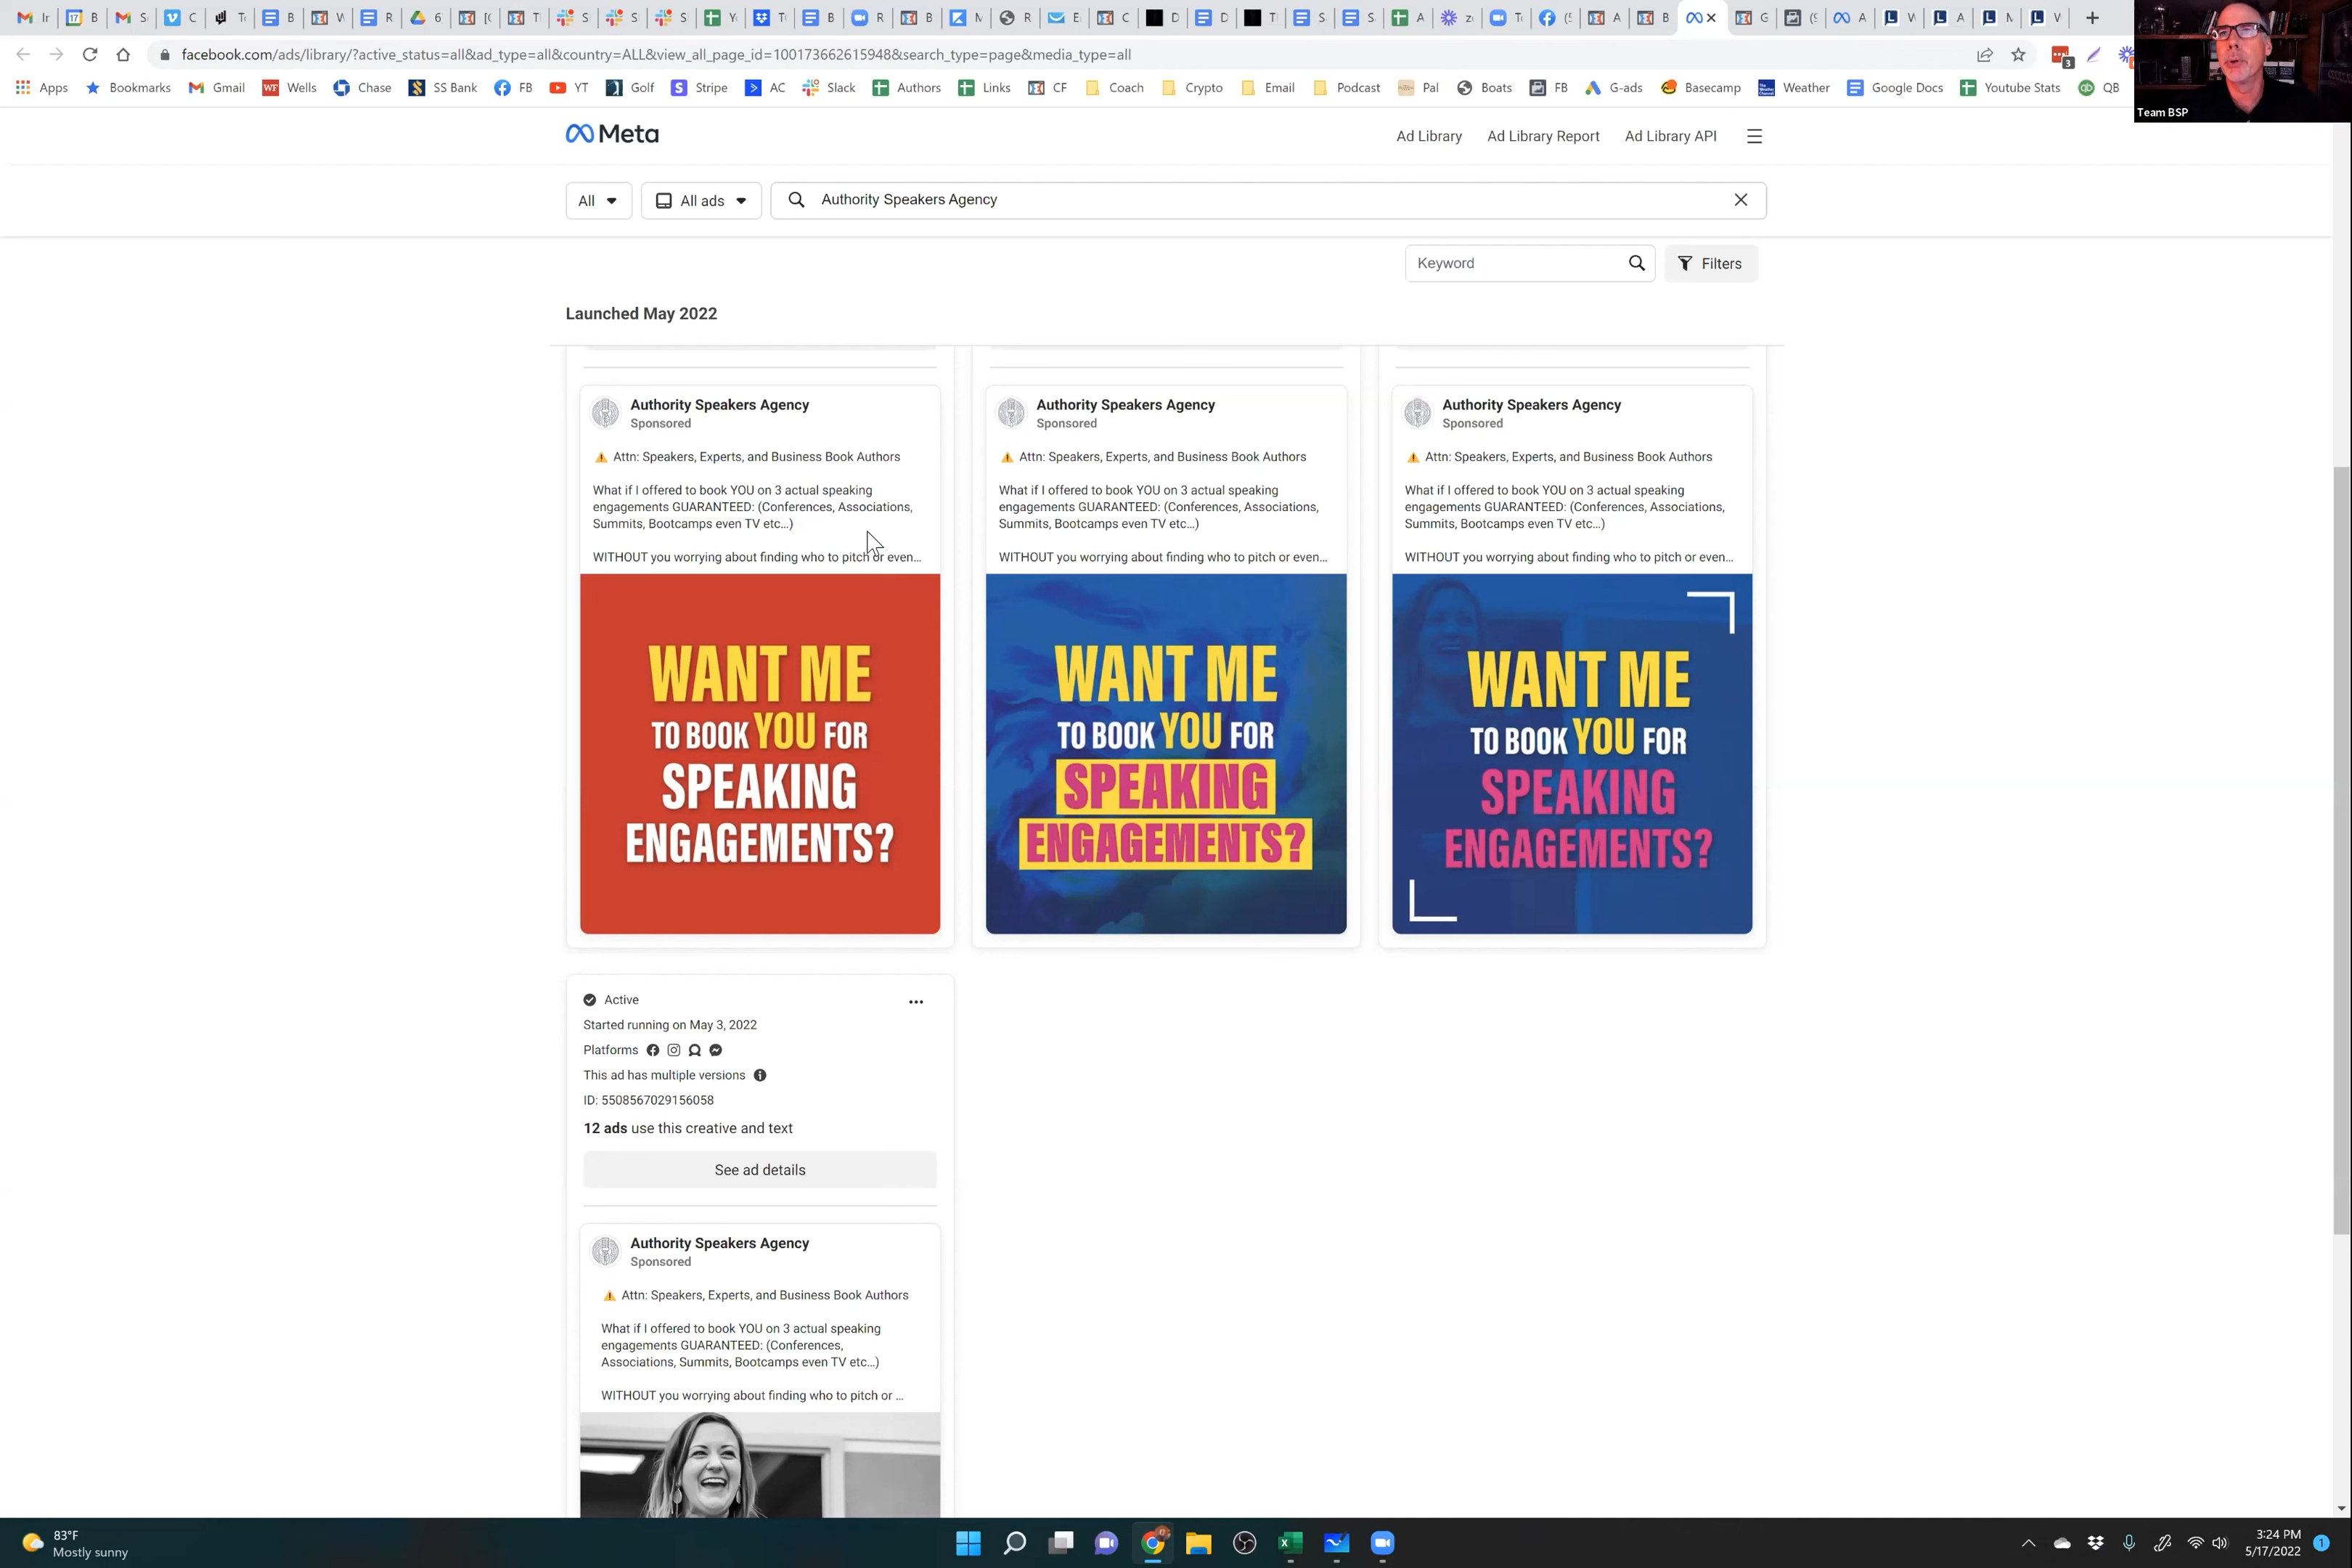 Ir
B
S
C
To
B
W
R
6
[C
T
S
S
S
Yo
T
B
R
B
M
R
E
C
D
D
T
S
S
A
zo
To
(5
A
B
G
(9
A
V
A
M
V
facebook.com/ads/library/?active_status=all&ad_type=all&country=ALL&view_all_page_id=100173662615948&search_type=page&media_type=all
3
Apps Bookmarks Gmail WF Wells Chase SS Bank FB YT Golf Stripe AC Slack Authors Links CF Coach Crypto Email Podcast Pal Boats FB G-ads Basecamp Weather Google Docs Youtube Stats QB
Team BSP
Meta
Ad Library Ad Library Report Ad Library API
All
All ads
Authority Speakers Agency
Keyword
Filters
Launched May 2022
Authority Speakers Agency
Sponsored
⚠ Attn: Speakers, Experts, and Business Book Authors
What if I offered to book YOU on 3 actual speaking
engagements GUARANTEED: (Conferences, Associations,
Summits, Bootcamps even TV etc...)
WITHOUT you worrying about finding who to pitch or even...
WANT ME
TO BOOK YOU FOR
SPEAKING
ENGAGEMENTS?
Authority Speakers Agency
Sponsored
⚠ Attn: Speakers, Experts, and Business Book Authors
What if I offered to book YOU on 3 actual speaking
engagements GUARANTEED: (Conferences, Associations,
Summits, Bootcamps even TV etc...)
WITHOUT you worrying about finding who to pitch or even...
WANT ME
TO BOOK YOU FOR
SPEAKING
ENGAGEMENTS?
Authority Speakers Agency
Sponsored
⚠ Attn: Speakers, Experts, and Business Book Authors
What if I offered to book YOU on 3 actual speaking
engagements GUARANTEED: (Conferences, Associations,
Summits, Bootcamps even TV etc...)
WITHOUT you worrying about finding who to pitch or even...
WANT ME
TO BOOK YOU FOR
SPEAKING
ENGAGEMENTS?
Active
Started running on May 3, 2022
Platforms
This ad has multiple versions
ID: 5508567029156058
12 ads use this creative and text
See ad details
Authority Speakers Agency
Sponsored
⚠ Attn: Speakers, Experts, and Business Book Authors
What if I offered to book YOU on 3 actual speaking
engagements GUARANTEED: (Conferences,
Associations, Summits, Bootcamps even TV etc...)
WITHOUT you worrying about finding who to pitch or ...
83°F
Mostly sunny
3:24 PM
5/17/2022
1